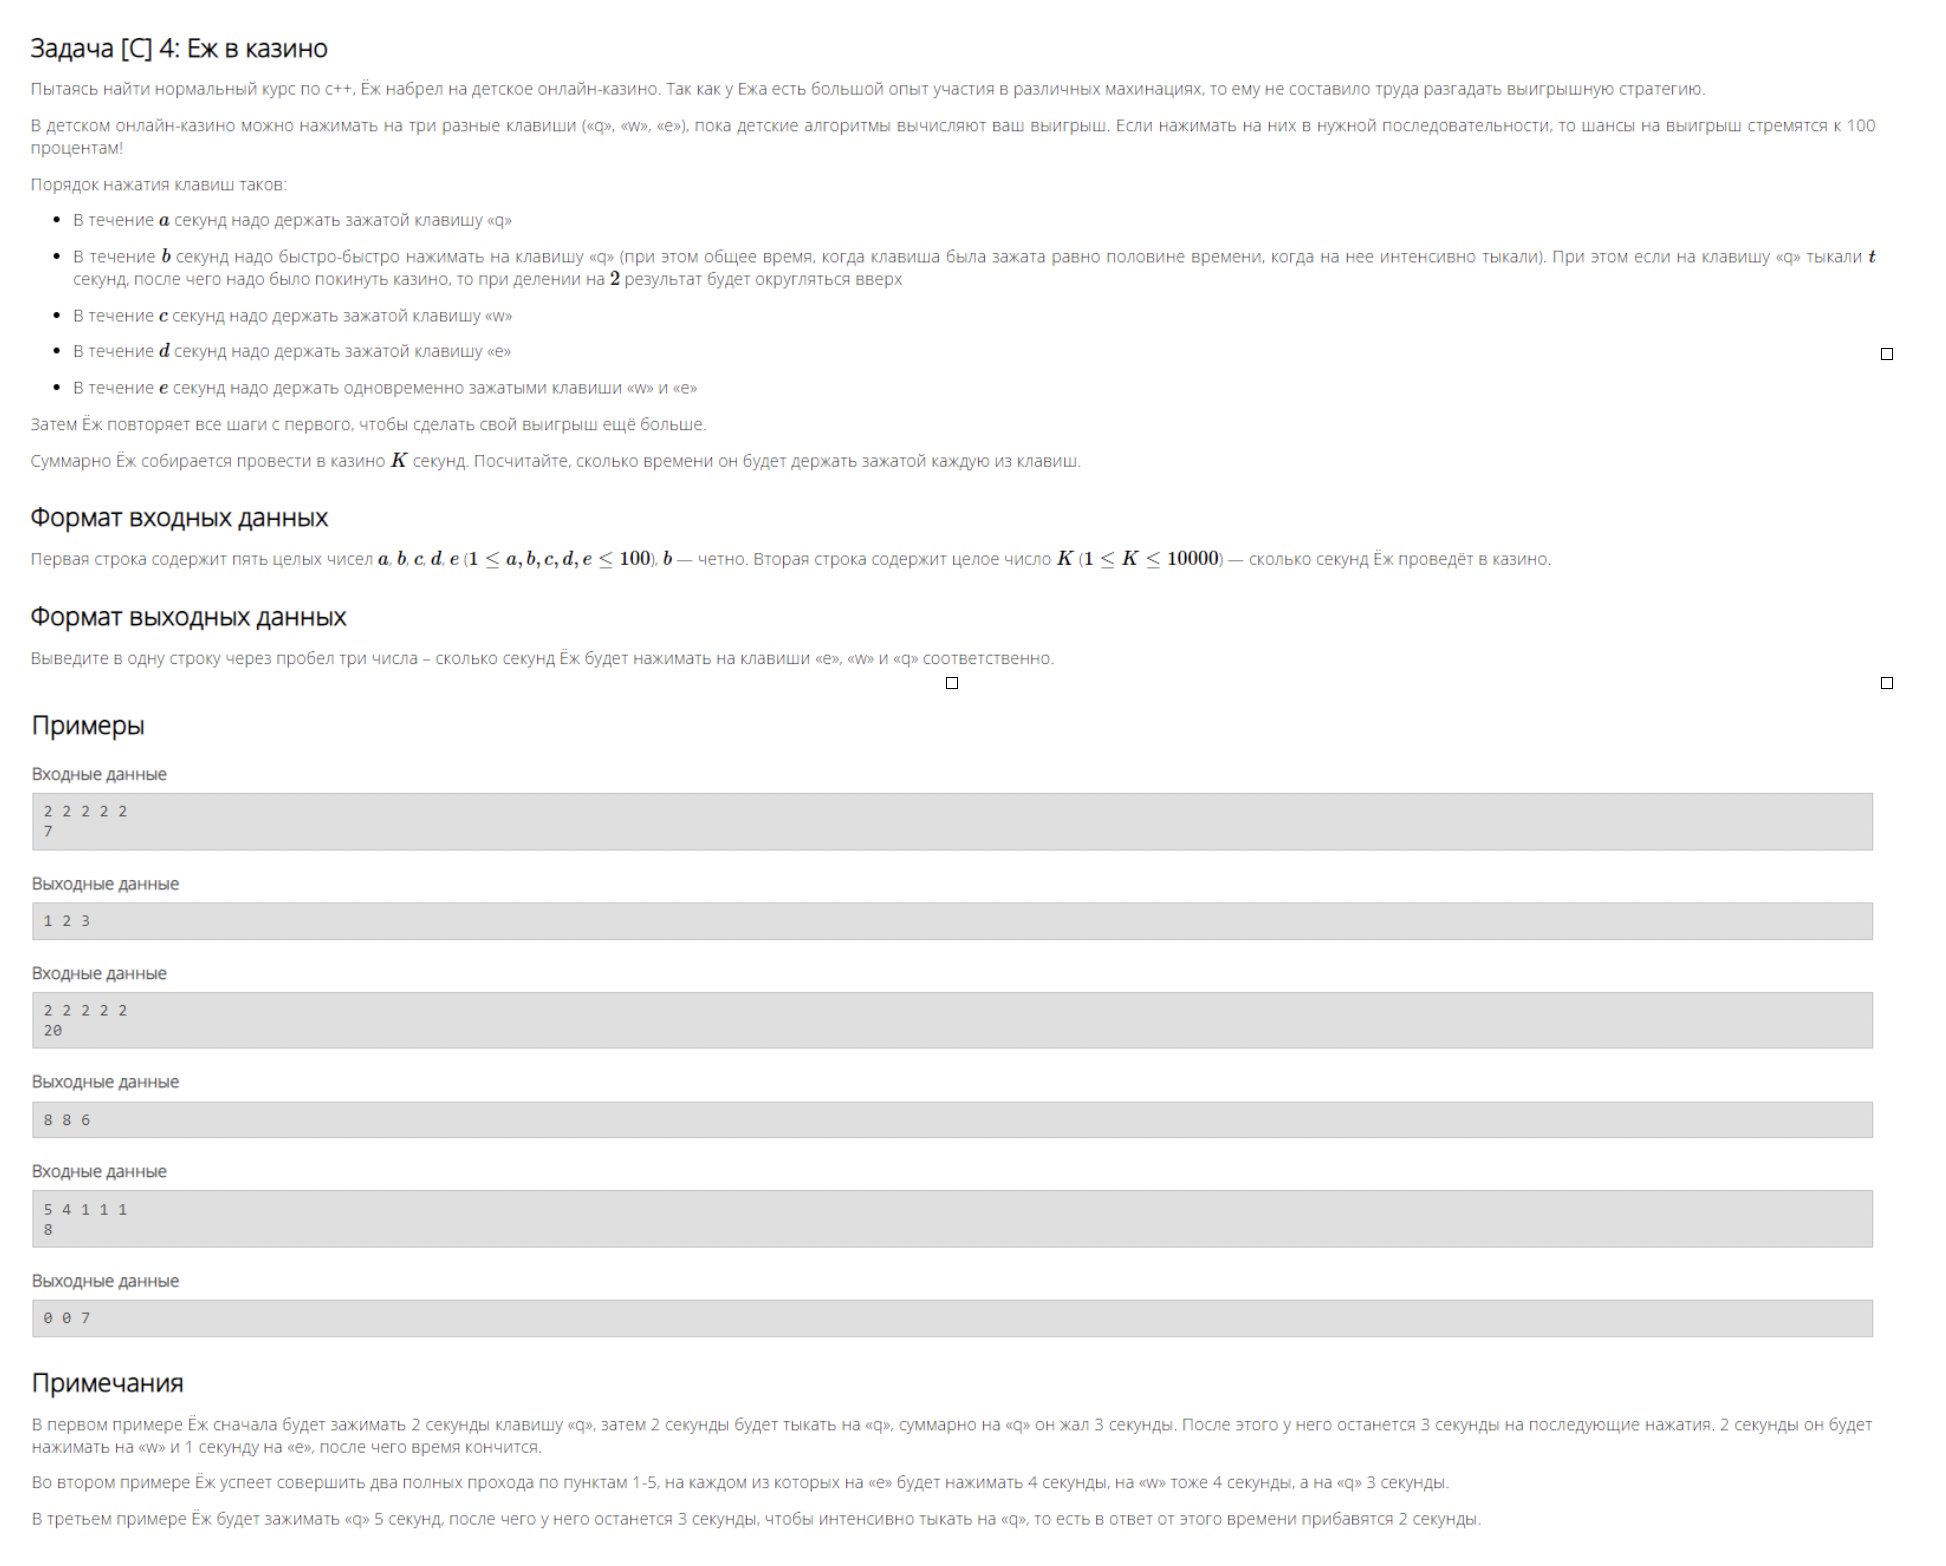 Задача [C] 4: Еж в казино
Пытаясь найти нормальный курс по с++, Ёж набрел на детское онлайн-казино. Так как у Ежа есть большой опыт участия в различных махинациях, то ему не составило труда разгадать выигрышную стратегию.
В детском онлайн-казино можно нажимать на три разные клавиши («q», «w», «e»), пока детские алгоритмы вычисляют ваш выигрыш. Если нажимать на них в нужной последовательности, то шансы на выигрыш стремятся к 100
процентам!
Порядок нажатия клавиш таков:
• В течение a секунд надо держать зажатой клавишу «q»
• В течение b секунд надо быстро-быстро нажимать на клавишу «q» (при этом общее время, когда клавиша была зажата равно половине времени, когда на нее интенсивно тыкали). При этом если на клавишу «q» тыкали t
секунд, после чего надо было покинуть казино, то при делении на 2 результат будет округляться вверх
• В течение c секунд надо держать зажатой клавишу «w»
• В течение d секунд надо держать зажатой клавишу «e»
• В течение e секунд надо держать одновременно зажатыми клавиши «w» и «e»
Затем Ёж повторяет все шаги с первого, чтобы сделать свой выигрыш ещё больше.
Суммарно Ёж собирается провести в казино K секунд. Посчитайте, сколько времени он будет держать зажатой каждую из клавиш.
Формат входных данных
Первая строка содержит пять целых чисел a, b, c, d, e (1 ≤ a, b, c, d, e ≤ 100), b — четно. Вторая строка содержит целое число K (1 ≤ K ≤ 10000) — сколько секунд Ёж проведёт в казино.
Формат выходных данных
Выведите в одну строку через пробел три числа – сколько секунд Ёж будет нажимать на клавиши «e», «w» и «q» соответственно.
Примеры
Входные данные
2 2 2 2 2
7
Выходные данные
1 2 3
Входные данные
2 2 2 2 2
20
Выходные данные
8 8 6
Входные данные
5 4 1 1 1
8
Выходные данные
0 0 7
Примечания
В первом примере Ёж сначала будет зажимать 2 секунды клавишу «q», затем 2 секунды будет тыкать на «q», суммарно на «q» он жал 3 секунды. После этого у него останется 3 секунды на последующие нажатия. 2 секунды он будет
нажимать на «w» и 1 секунду на «e», после чего время кончится.
Во втором примере Ёж успеет совершить два полных прохода по пунктам 1-5, на каждом из которых на «e» будет нажимать 4 секунды, на «w» тоже 4 секунды, а на «q» 3 секунды.
В третьем примере Ёж будет зажимать «q» 5 секунд, после чего у него останется 3 секунды, чтобы интенсивно тыкать на «q», то есть в ответ от этого времени прибавятся 2 секунды.